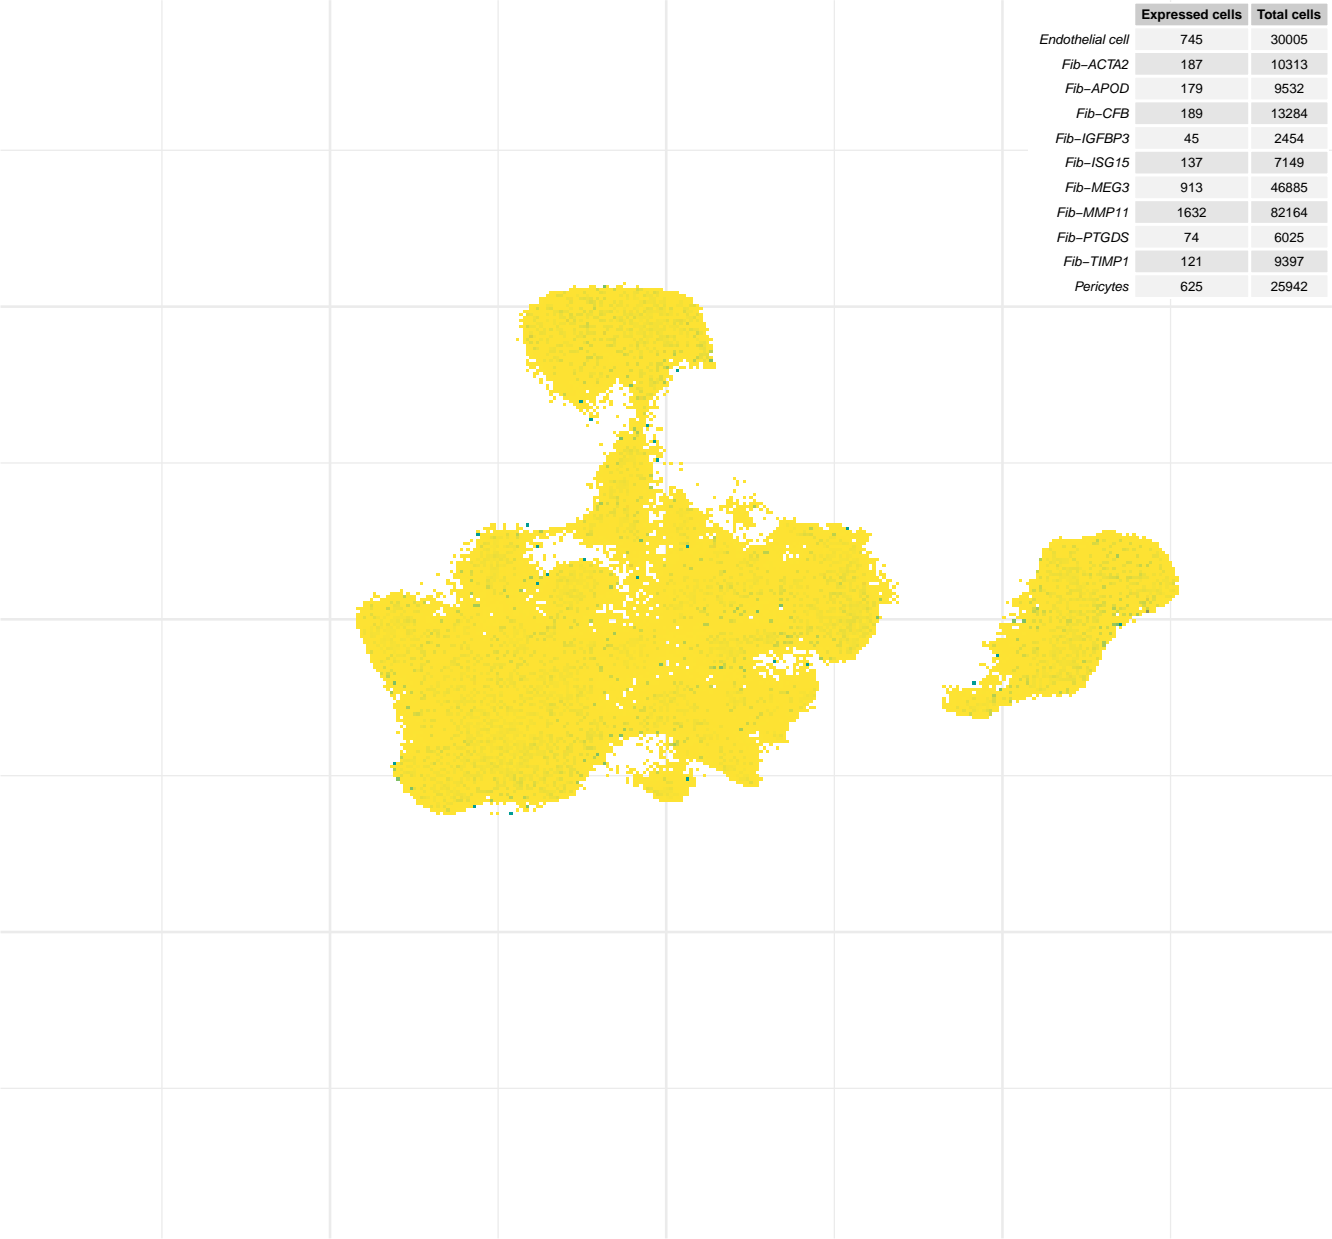 Expressed cells Total cells
Endothelial cell 745 30005
Fib−ACTA2 187 10313
Fib−APOD 179 9532
Fib−CFB 189 13284
Fib−IGFBP3 45 2454
Fib−ISG15 137 7149
Fib−MEG3 913 46885
Fib−MMP11 1632 82164
Fib−PTGDS 74 6025
Fib−TIMP1 121 9397
Pericytes 625 25942